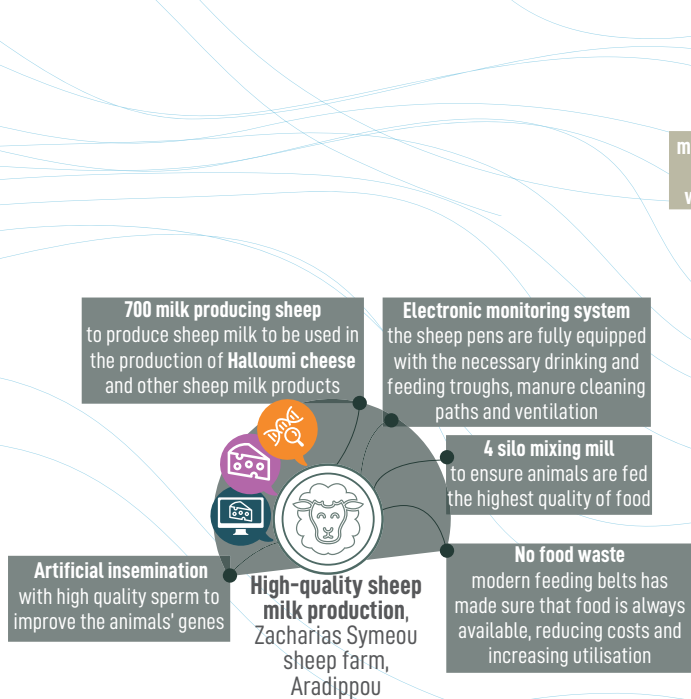 700 milk producing sheep
to produce sheep milk to be used in
the production of Halloumi cheese
and other sheep milk products
Electronic monitoring system
the sheep pens are fully equipped
with the necessary drinking and
feeding troughs, manure cleaning
paths and ventilation
4 silo mixing mill
to ensure animals are fed
the highest quality of food
No food waste
modern feeding belts has
made sure that food is always
available, reducing costs and
increasing utilisation
Artificial insemination
with high quality sperm to
improve the animals' genes
High-quality sheep
milk production,
Zacharias Symeou
sheep farm,
Aradippou